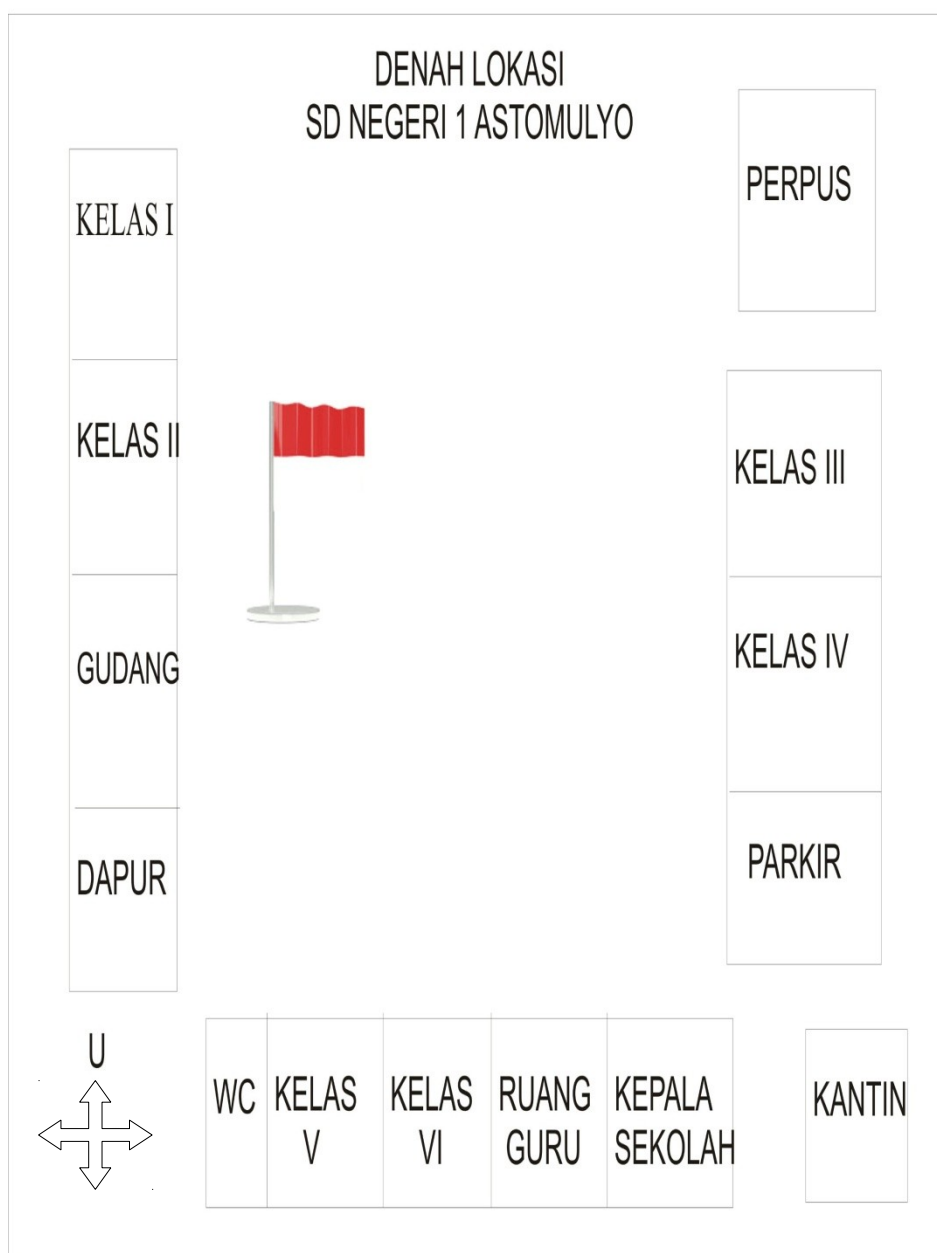 DENAH LOKASI
SD NEGERI 1 ASTOMULYO
PERPUS
KELAS I
KELAS II
KELAS III
GUDANG
KELAS IV
DAPUR
PARKIR
U
WC
KELAS
V
KELAS
VI
RUANG
GURU
KEPALA
SEKOLAH
KANTIN